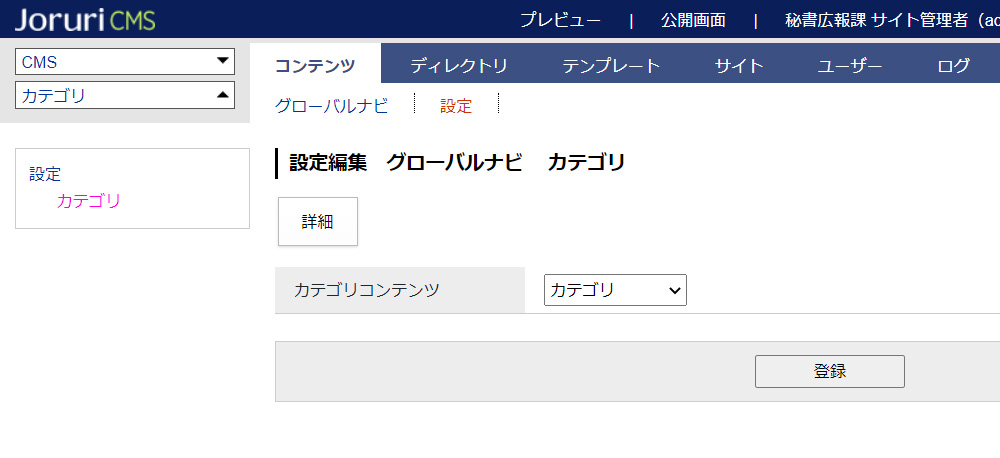 Joruri CMS
プレビュー | 公開画面 | 秘書広報課 サイト管理者（ad
CMS
カテゴリ
コンテンツ ディレクトリ テンプレート サイト ユーザー ログ
グローバルナビ 設定
設定
カテゴリ
設定編集 グローバルナビ カテゴリ
詳細
カテゴリコンテンツ カテゴリ
登録